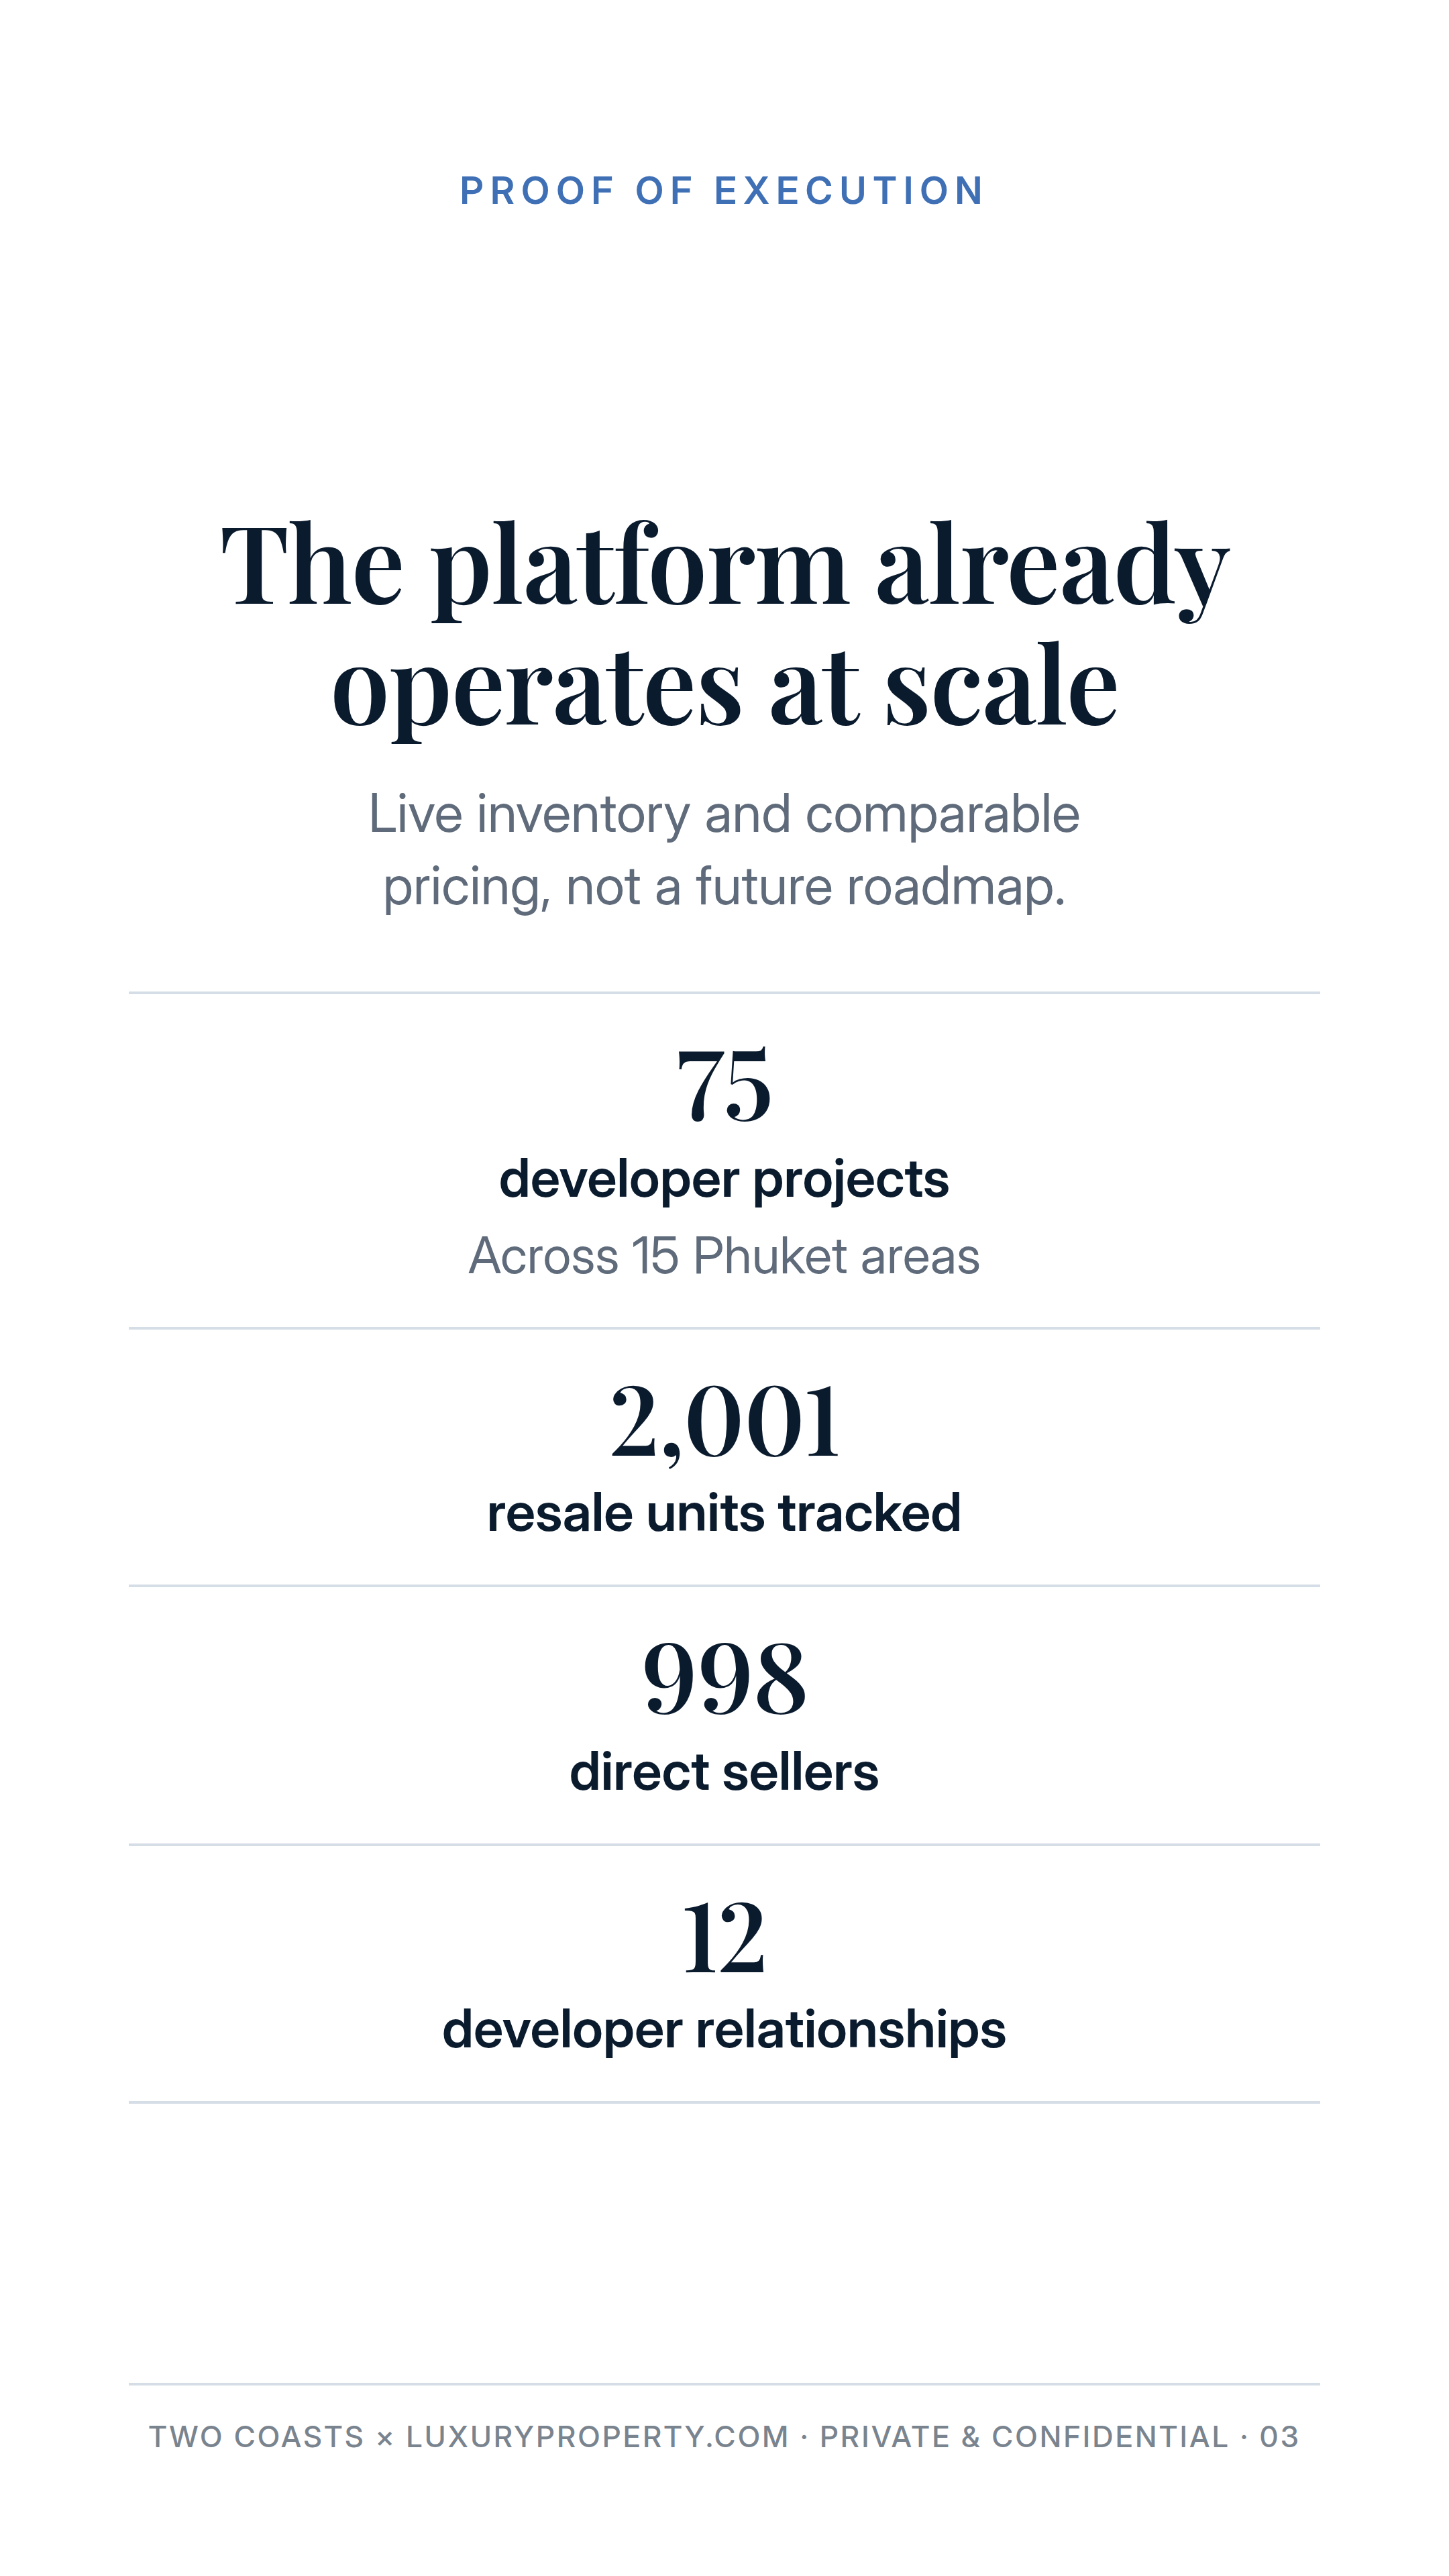 PROOF OF EXECUTION
The platform already
operates at scale
Live inventory and comparable
pricing, not a future roadmap.
75
developer projects
Across 15 Phuket areas
2,001
resale units tracked
998
direct sellers
12
developer relationships
TWO COASTS × LUXURYPROPERTY.COM · PRIVATE & CONFIDENTIAL · 03